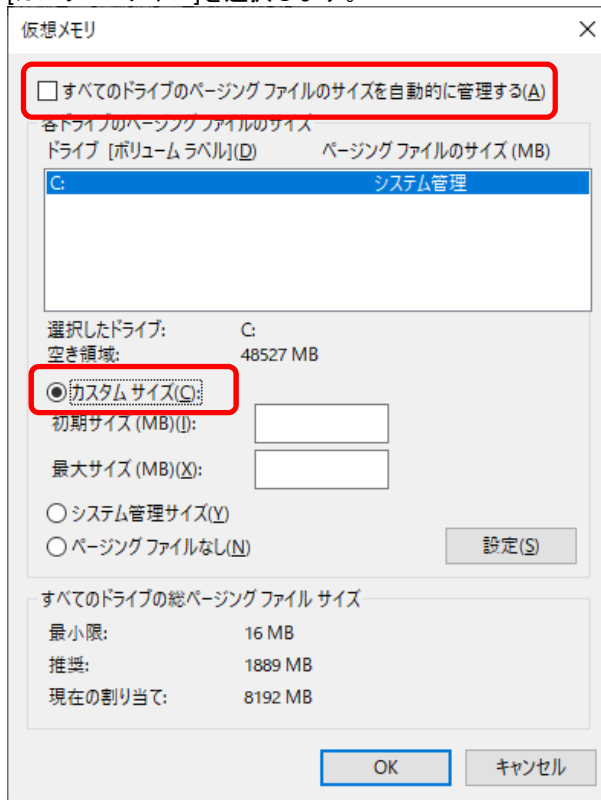 仮想メモリ
すべてのドライブのページング ファイルのサイズを自動的に管理する(A)
各ドライブのページング ファイルのサイズ
ドライブ [ボリューム ラベル](D) ページング ファイルのサイズ (MB)
C: システム管理
選択したドライブ: C:
空き領域: 48527 MB
カスタム サイズ(C):
初期サイズ (MB)(I):
最大サイズ (MB)(X):
システム管理サイズ(Y)
ページング ファイルなし(N) 設定(S)
すべてのドライブの総ページング ファイル サイズ
最小限: 16 MB
推奨: 1889 MB
現在の割り当て: 8192 MB
OK キャンセル